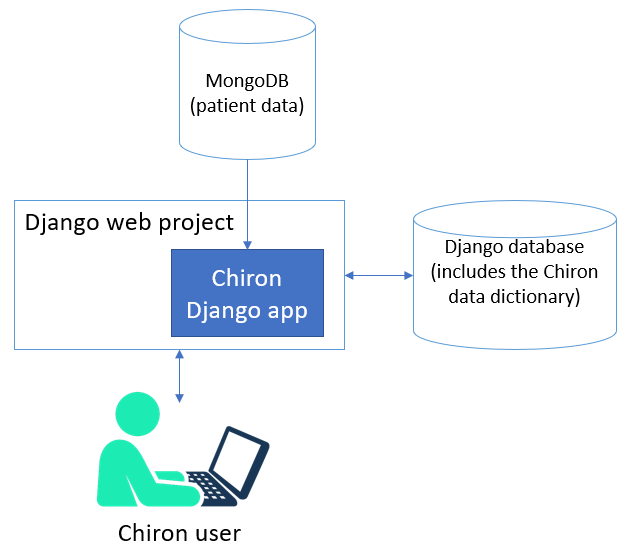 MongoDB
(patient data)
Django web project
Chiron
Django app
Django database
(includes the Chiron
data dictionary)
Chiron user